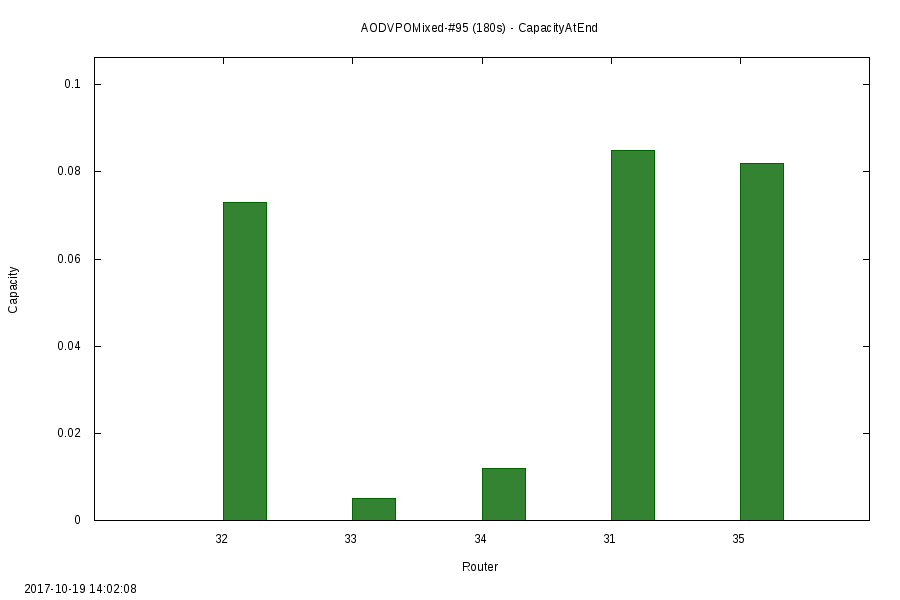 AODVPOMixed-#95 (180s) - CapacityAtEnd
0.1
0.08
0.06
0.04
0.02
0
Capacity
32 33 34 31 35
Router
2017-10-19 14:02:08